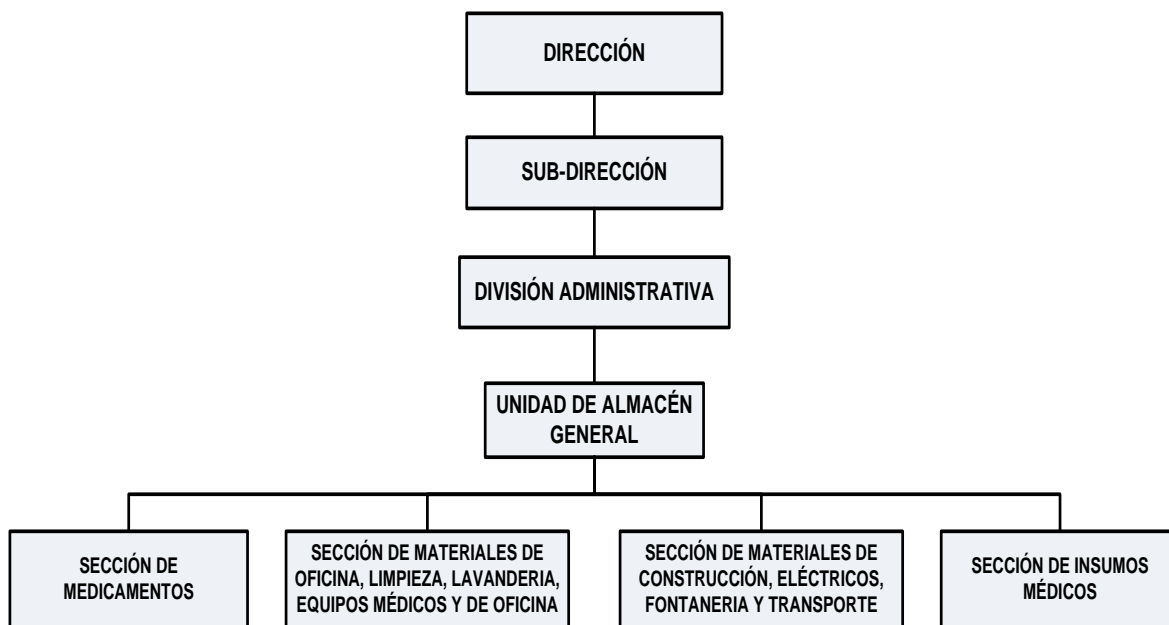 DIRECCIÓN
SUB-DIRECCIÓN
DIVISIÓN ADMINISTRATIVA
UNIDAD DE ALMACÉN
GENERAL
SECCIÓN DE
MEDICAMENTOS
SECCIÓN DE MATERIALES DE
OFICINA, LIMPIEZA, LAVANDERIA,
EQUIPOS MÉDICOS Y DE OFICINA
SECCIÓN DE MATERIALES DE
CONSTRUCCIÓN, ELÉCTRICOS,
FONTANERIA Y TRANSPORTE
SECCIÓN DE INSUMOS
MÉDICOS